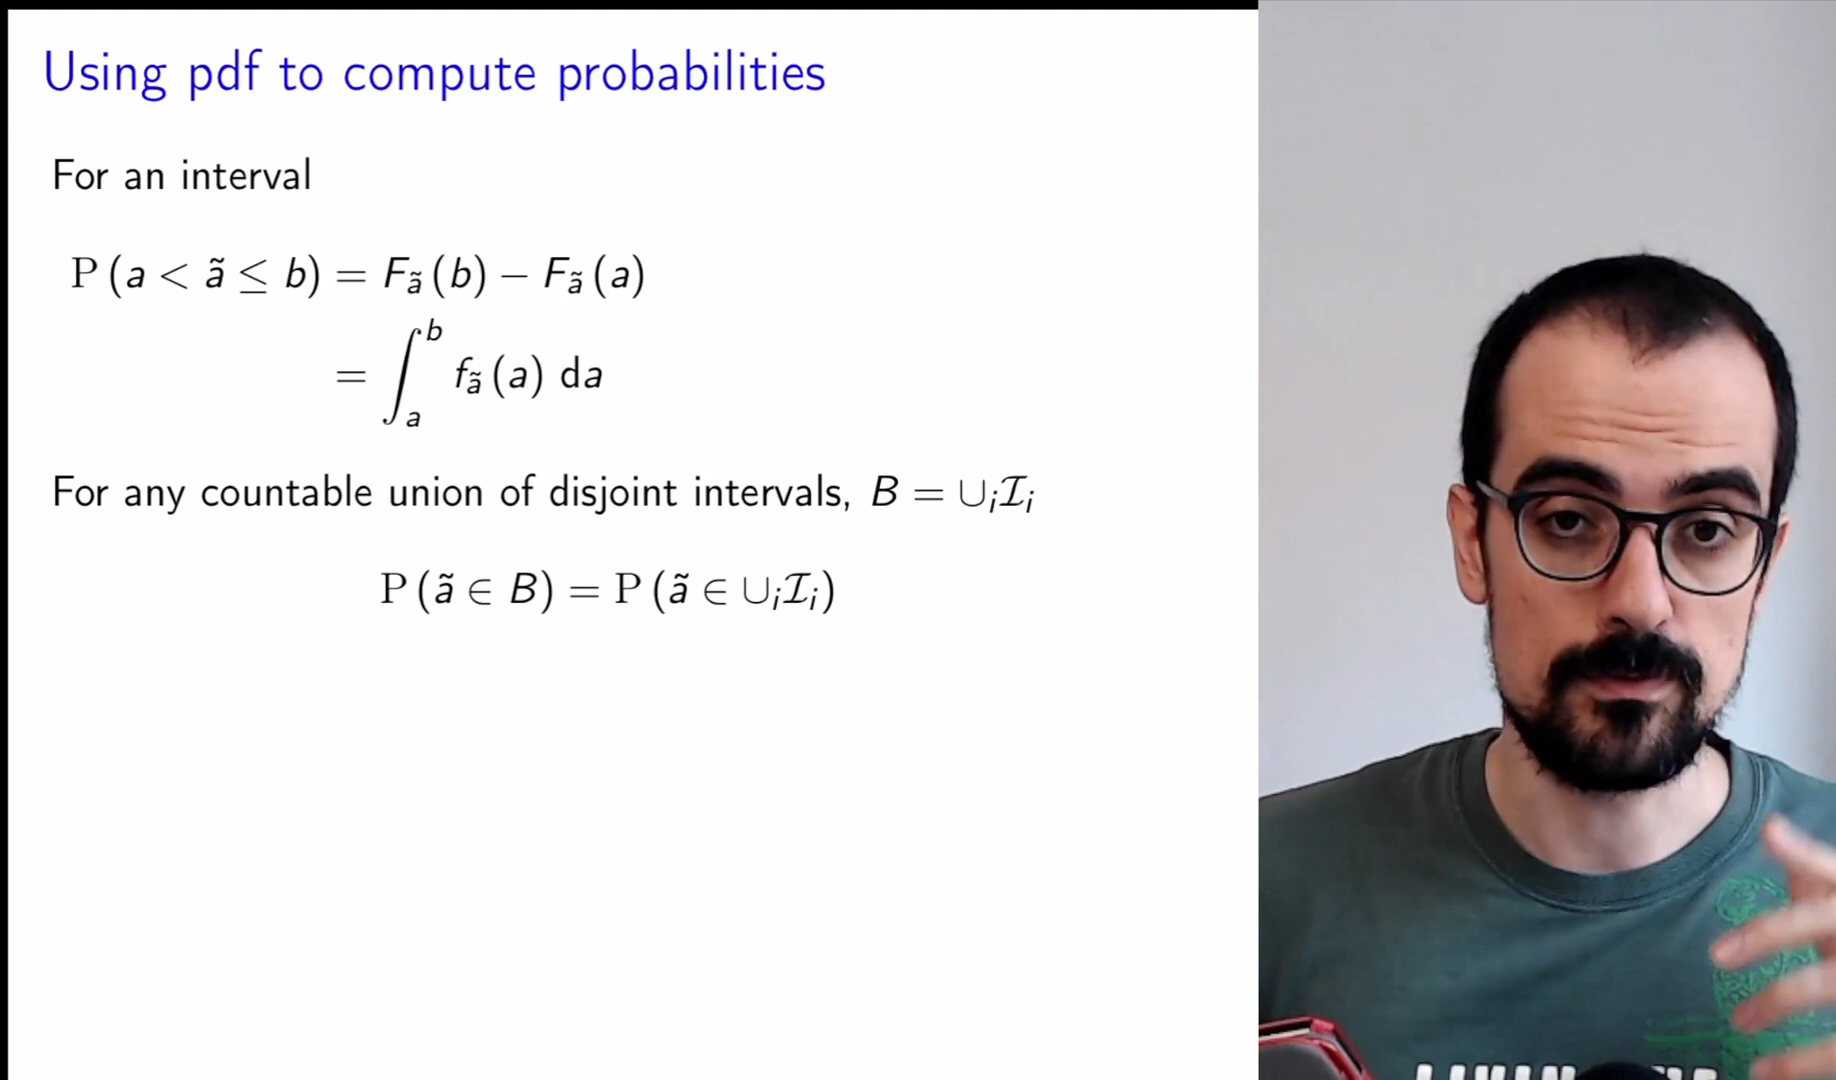 Using pdf to compute probabilities
For an interval
P (a < ã ≤ b) = F_ã (b) − F_ã (a)
= ∫_a^b f_ã (a) da
For any countable union of disjoint intervals, B = ∪_i 𝓘_i
P (ã ∈ B) = P (ã ∈ ∪_i 𝓘_i)